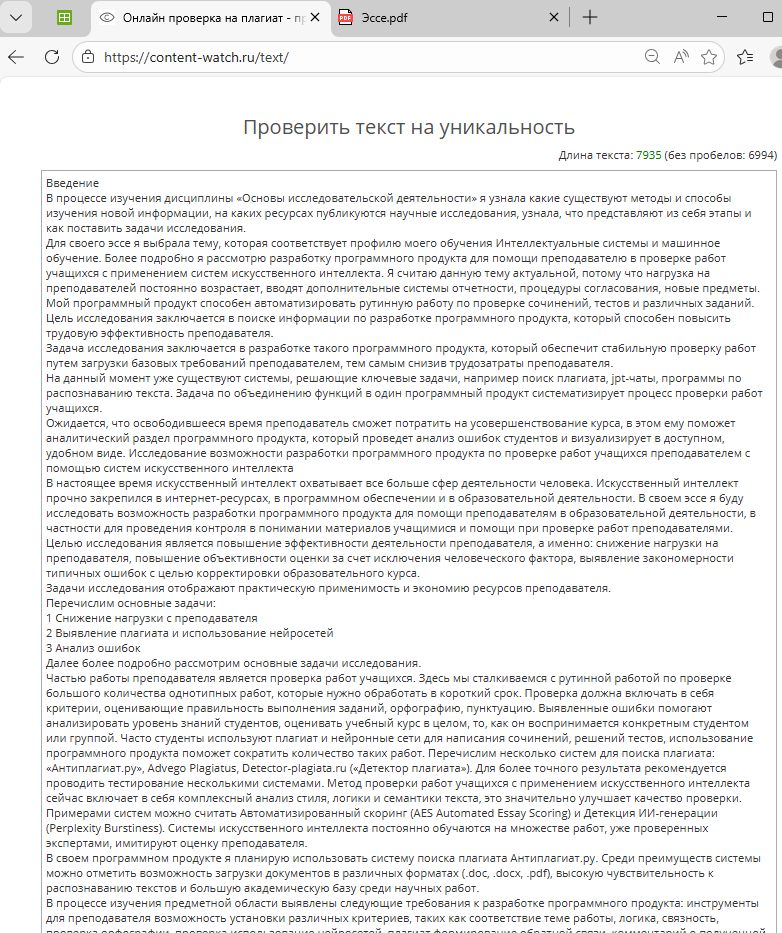 Онлайн проверка на плагиат - пр
PDF
Эссе.pdf
https://content-watch.ru/text/
Проверить текст на уникальность
Длина текста: 7935 (без пробелов: 6994)
Введение
В процессе изучения дисциплины «Основы исследовательской деятельности» я узнала какие существуют методы и способы
изучения новой информации, на каких ресурсах публикуются научные исследования, узнала, что представляют из себя этапы и
как поставить задачи исследования.
Для своего эссе я выбрала тему, которая соответствует профилю моего обучения Интеллектуальные системы и машинное
обучение. Более подробно я рассмотрю разработку программного продукта для помощи преподавателю в проверке работ
учащихся с применением систем искусственного интеллекта. Я считаю данную тему актуальной, потому что нагрузка на
преподавателей постоянно возрастает, вводят дополнительные системы отчетности, процедуры согласования, новые предметы.
Мой программный продукт способен автоматизировать рутинную работу по проверке сочинений, тестов и различных заданий.
Цель исследования заключается в поиске информации по разработке программного продукта, который способен повысить
трудовую эффективность преподавателя.
Задача исследования заключается в разработке такого программного продукта, который обеспечит стабильную проверку работ
путем загрузки базовых требований преподавателем, тем самым снизив трудозатраты преподавателя.
На данный момент уже существуют системы, решающие ключевые задачи, например поиск плагиата, jpt-чаты, программы по
распознаванию текста. Задача по объединению функций в один программный продукт систематизирует процесс проверки работ
учащихся.
Ожидается, что освободившееся время преподаватель сможет потратить на усовершенствование курса, в этом ему поможет
аналитический раздел программного продукта, который проведет анализ ошибок студентов и визуализирует в доступном,
удобном виде. Исследование возможности разработки программного продукта по проверке работ учащихся преподавателем с
помощью систем искусственного интеллекта
В настоящее время искусственный интеллект охватывает все больше сфер деятельности человека. Искусственный интеллект
прочно закрепился в интернет-ресурсах, в программном обеспечении и в образовательной деятельности. В своем эссе я буду
исследовать возможность разработки программного продукта для помощи преподавателям в образовательной деятельности, в
частности для проведения контроля в понимании материалов учащимися и помощи при проверке работ преподавателями.
Целью исследования является повышение эффективности деятельности преподавателя, а именно: снижение нагрузки на
преподавателя, повышение объективности оценки за счет исключения человеческого фактора, выявление закономерности
типичных ошибок с целью корректировки образовательного курса.
Задачи исследования отображают практическую применимость и экономию ресурсов преподавателя.
Перечислим основные задачи:
1 Снижение нагрузки с преподавателя
2 Выявление плагиата и использование нейросетей
3 Анализ ошибок
Далее более подробно рассмотрим основные задачи исследования.
Частью работы преподавателя является проверка работ учащихся. Здесь мы сталкиваемся с рутинной работой по проверке
большого количества однотипных работ, которые нужно обработать в короткий срок. Проверка должна включать в себя
критерии, оценивающие правильность выполнения заданий, орфографию, пунктуацию. Выявленные ошибки помогают
анализировать уровень знаний студентов, оценивать учебный курс в целом, то, как он воспринимается конкретным студентом
или группой. Часто студенты используют плагиат и нейронные сети для написания сочинений, решений тестов, использование
программного продукта поможет сократить количество таких работ. Перечислим несколько систем для поиска плагиата:
«Антиплагиат.ру», Advego Plagiatus, Detector-plagiata.ru («Детектор плагиата»). Для более точного результата рекомендуется
проводить тестирование несколькими системами. Метод проверки работ учащихся с применением искусственного интеллекта
сейчас включает в себя комплексный анализ стиля, логики и семантики текста, это значительно улучшает качество проверки.
Примерами систем можно считать Автоматизированный скоринг (AES Automated Essay Scoring) и Детекция ИИ-генерации
(Perplexity Burstiness). Системы искусственного интеллекта постоянно обучаются на множестве работ, уже проверенных
экспертами, имитируют оценку преподавателя.
В своем программном продукте я планирую использовать систему поиска плагиата Антиплагиат.ру. Среди преимуществ системы
можно отметить возможность загрузки документов в различных форматах (.doc, .docx, .pdf), высокую чувствительность к
распознаванию текстов и большую академическую базу среди научных работ.
В процессе изучения предметной области выявлены следующие требования к разработке программного продукта: инструменты
для преподавателя возможность установки различных критериев, таких как соответствие теме работы, логика, связность,
проверка орфографии, проверка использование нейросетей, плагиат формирование обратной связи, комментарий о полученной